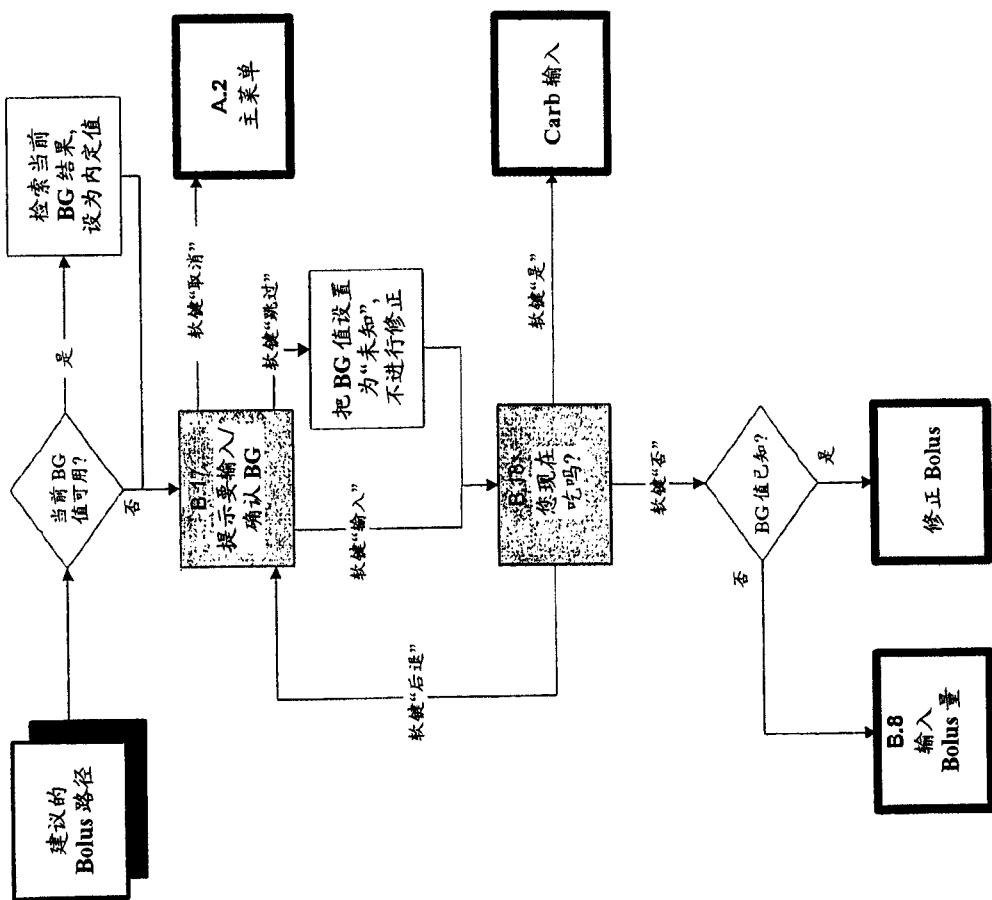 建议的
Bolus 路径
当前 BG
值可用?
是
检索当前
BG 结果,
设为内定值
否
B.17
提示要输入/
确认 BG
软键“取消”
A.2
主菜单
软键“跳过”
把 BG 值设置
为“未知”,
不进行修正
软键“输入”
软键“后退”
B.18
您现在
吃吗?
软键“是”
Carb 输入
软键“否”
BG 值已知?
否
是
B.8
输入
Bolus 量
修正 Bolus